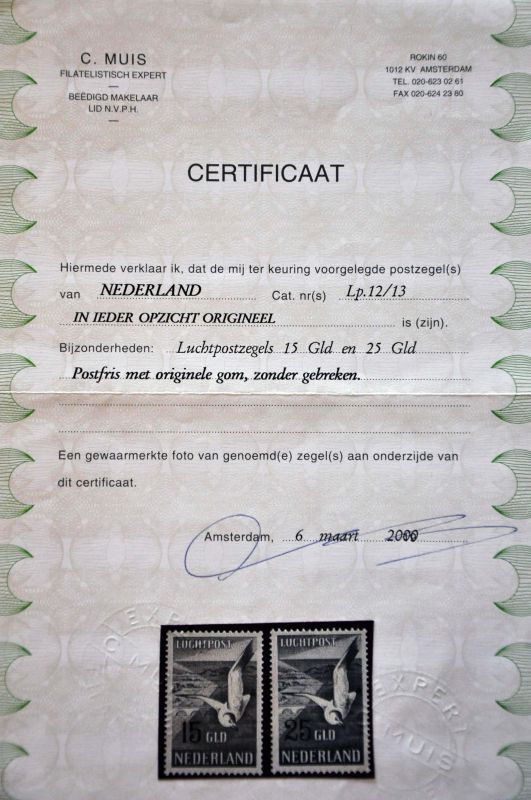 C. MUIS
FILATELISTISCH EXPERT
BEËDIGD MAKELAAR
LID N.V.P.H.
ROKIN 60
1012 KV AMSTERDAM
TEL. 020-623 02 61
FAX 020-624 23 80
CERTIFICAAT
Hiermede verklaar ik, dat de mij ter keuring voorgelegde postzegel(s)
van NEDERLAND Cat. nr(s) Lp.12/13
IN IEDER OPZICHT ORIGINEEL is (zijn).
Bijzonderheden: Luchtpostzegels 15 Gld en 25 Gld
Postfris met originele gom, zonder gebreken.
Een gewaarmerkte foto van genoemd(e) zegel(s) aan onderzijde van
dit certificaat.
Amsterdam, 6 maart 2000
LUCHTPOST
15 GLD
NEDERLAND
LUCHTPOST
25 GLD
NEDERLAND
EXPERT
MUIS